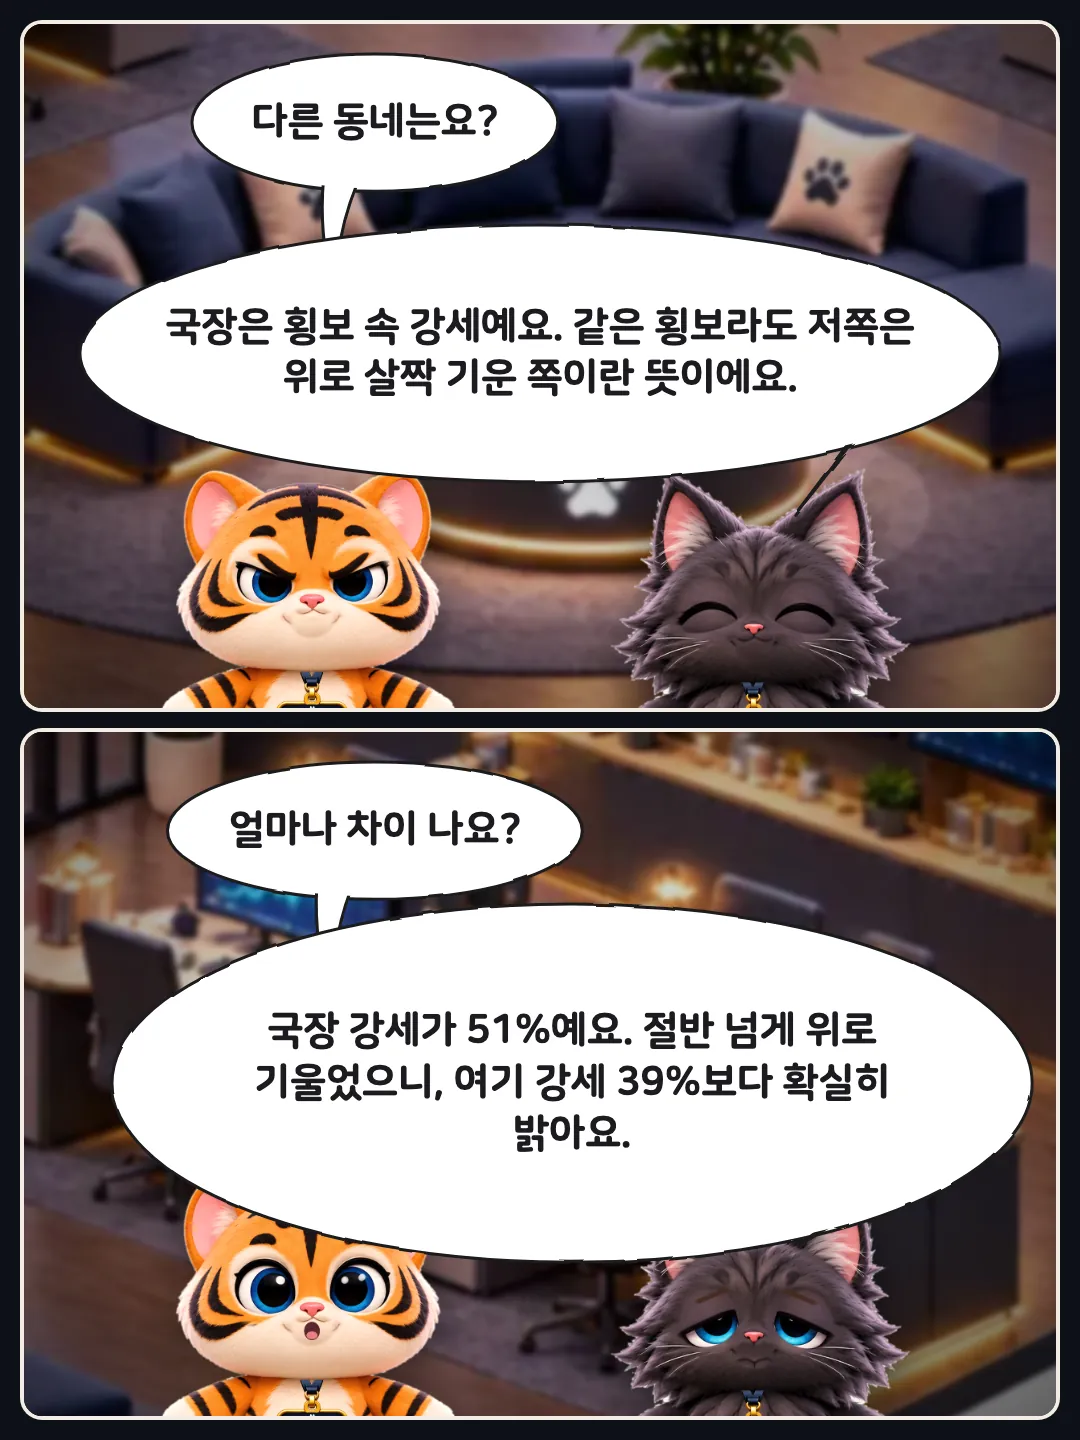 다른 동네는요?
국장은 횡보 속 강세예요. 같은 횡보라도 저쪽은
위로 살짝 기운 쪽이란 뜻이에요.
얼마나 차이 나요?
국장 강세가 51%예요. 절반 넘게 위로
기울었으니, 여기 강세 39%보다 확실히
밝아요.